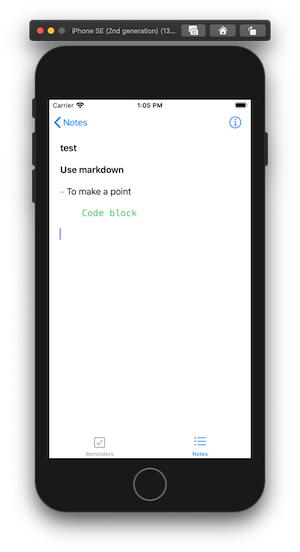 iPhone SE (2nd generation) (13...
Carrier 1:05 PM
Notes
test
Use markdown
- To make a point
Code block
Reminders
Notes